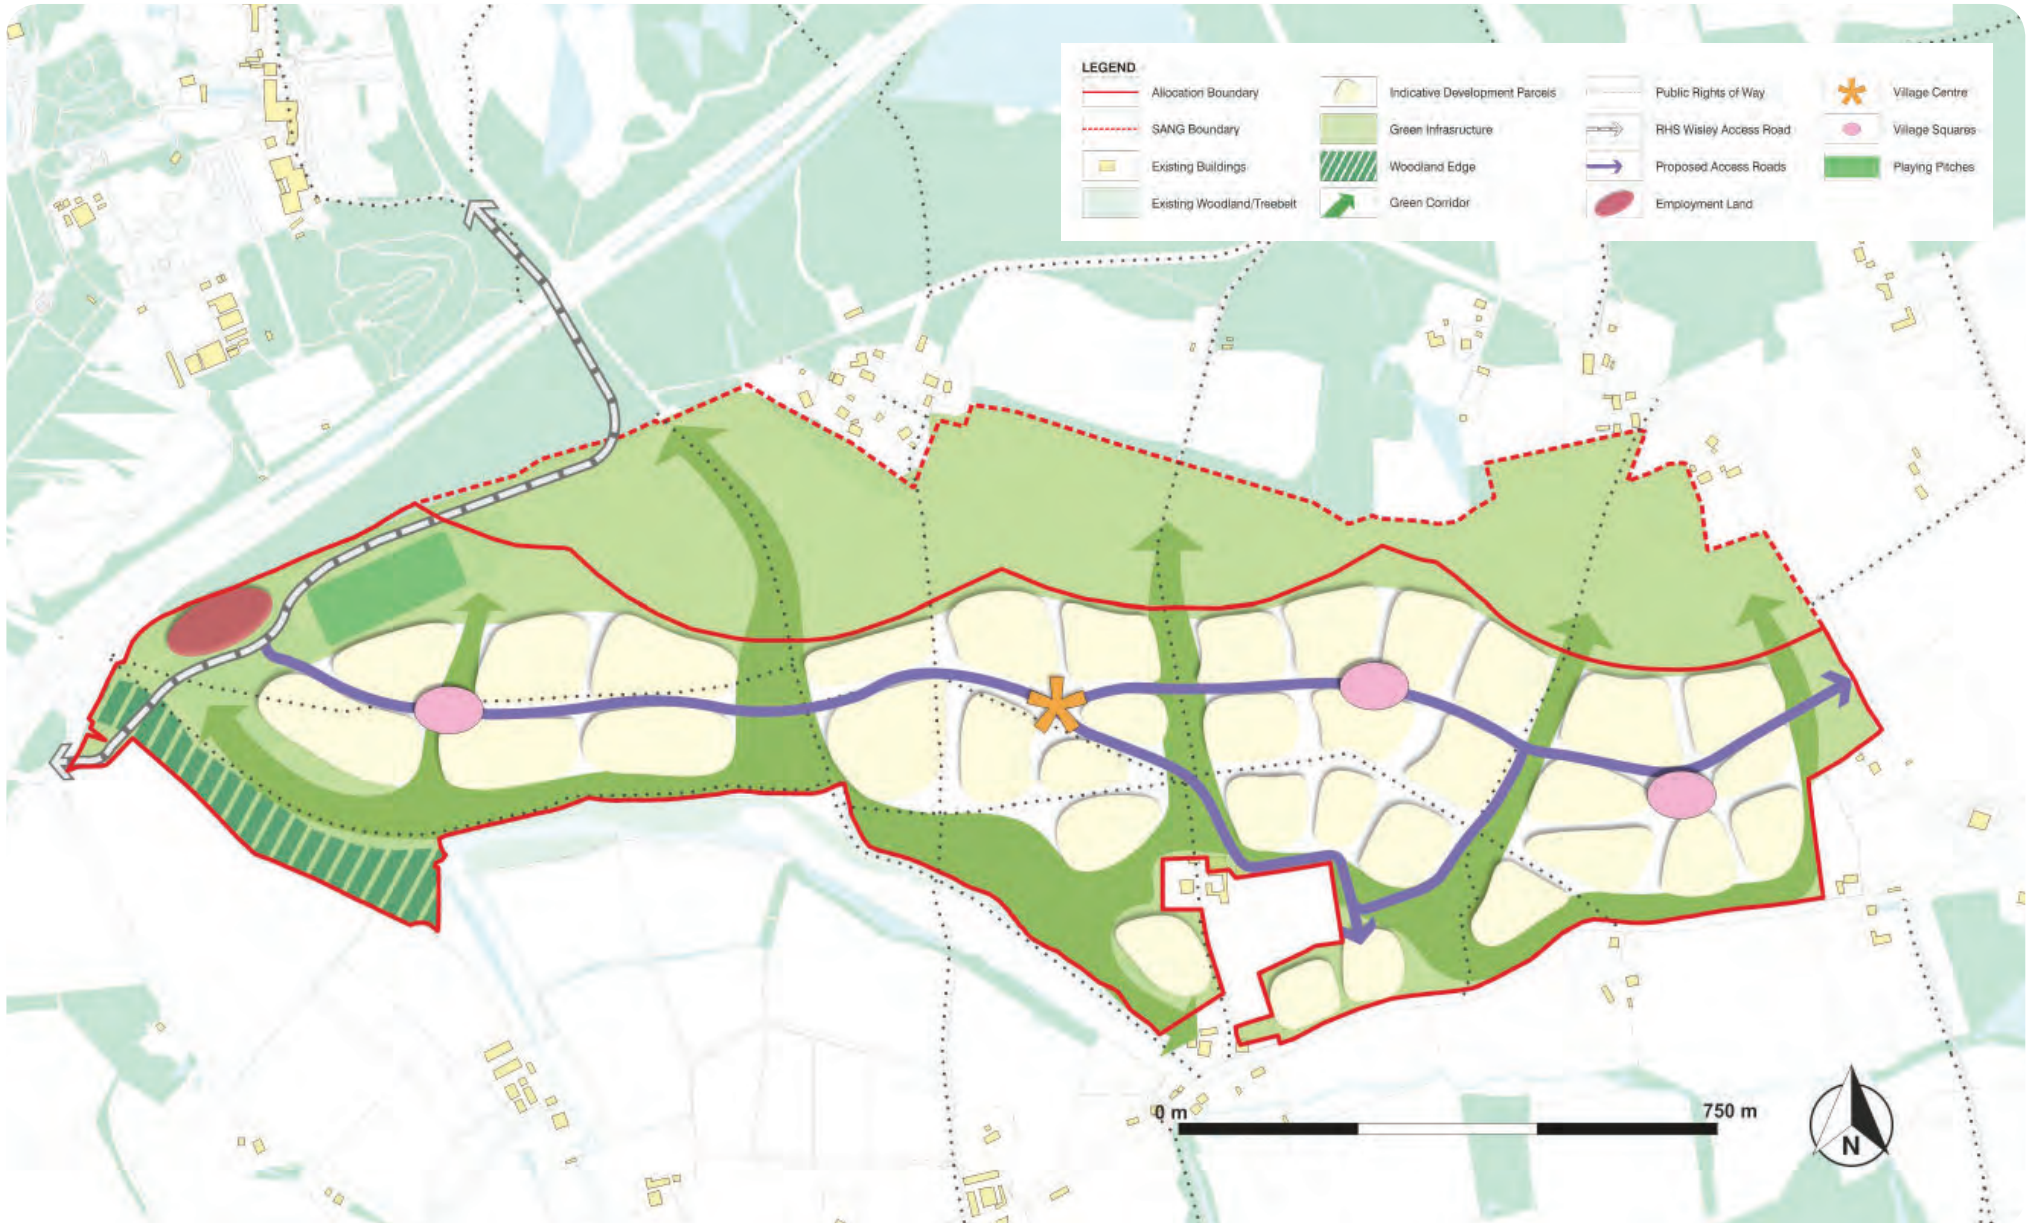 LEGEND
Allocation Boundary
SANG Boundary
Existing Buildings
Existing Woodland/Treebelt
Indicative Development Parcels
Green Infrasructure
Woodland Edge
Green Corridor
Public Rights of Way
RHS Wisley Access Road
Proposed Access Roads
Employment Land
Village Centre
Village Squares
Playing Pitches
0 m
750 m
N